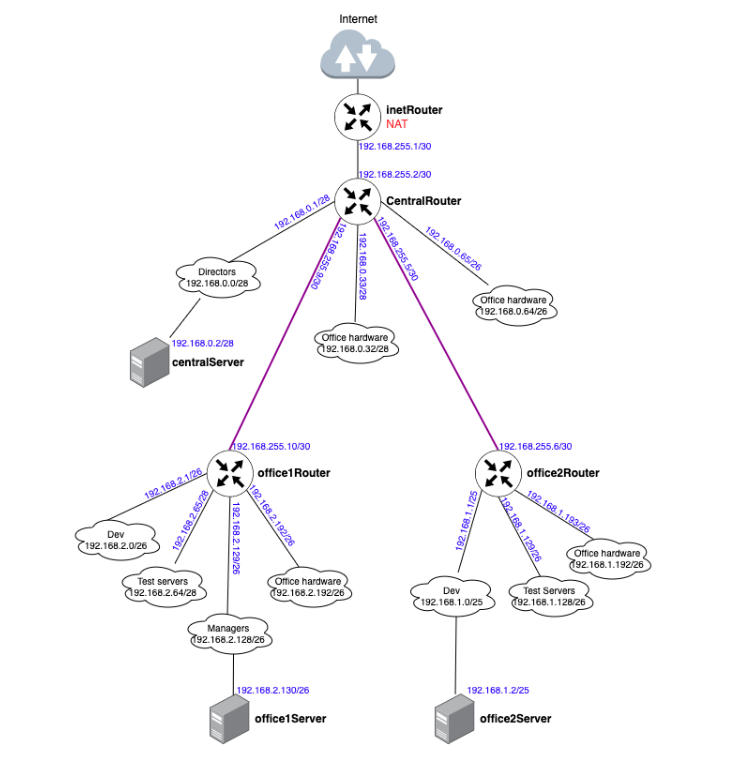 Internet
inetRouter
NAT
192.168.255.1/30
192.168.255.2/30
CentralRouter
192.168.0.1/28
192.168.255.9/30
192.168.0.33/28
192.168.255.5/30
192.168.0.65/26
Directors
192.168.0.0/28
Office hardware
192.168.0.64/26
Office hardware
192.168.0.32/28
192.168.0.2/28
centralServer
192.168.255.10/30
office1Router
192.168.255.6/30
office2Router
192.168.2.1/26
192.168.2.65/28
192.168.2.129/26
192.168.2.192/26
192.168.1.1/25
192.168.1.129/26
192.168.1.193/26
Dev
192.168.2.0/26
Test servers
192.168.2.64/28
Office hardware
192.168.2.192/26
Managers
192.168.2.128/26
Dev
192.168.1.0/25
Test Servers
192.168.1.128/26
Office hardware
192.168.1.192/26
192.168.2.130/26
office1Server
192.168.1.2/25
office2Server